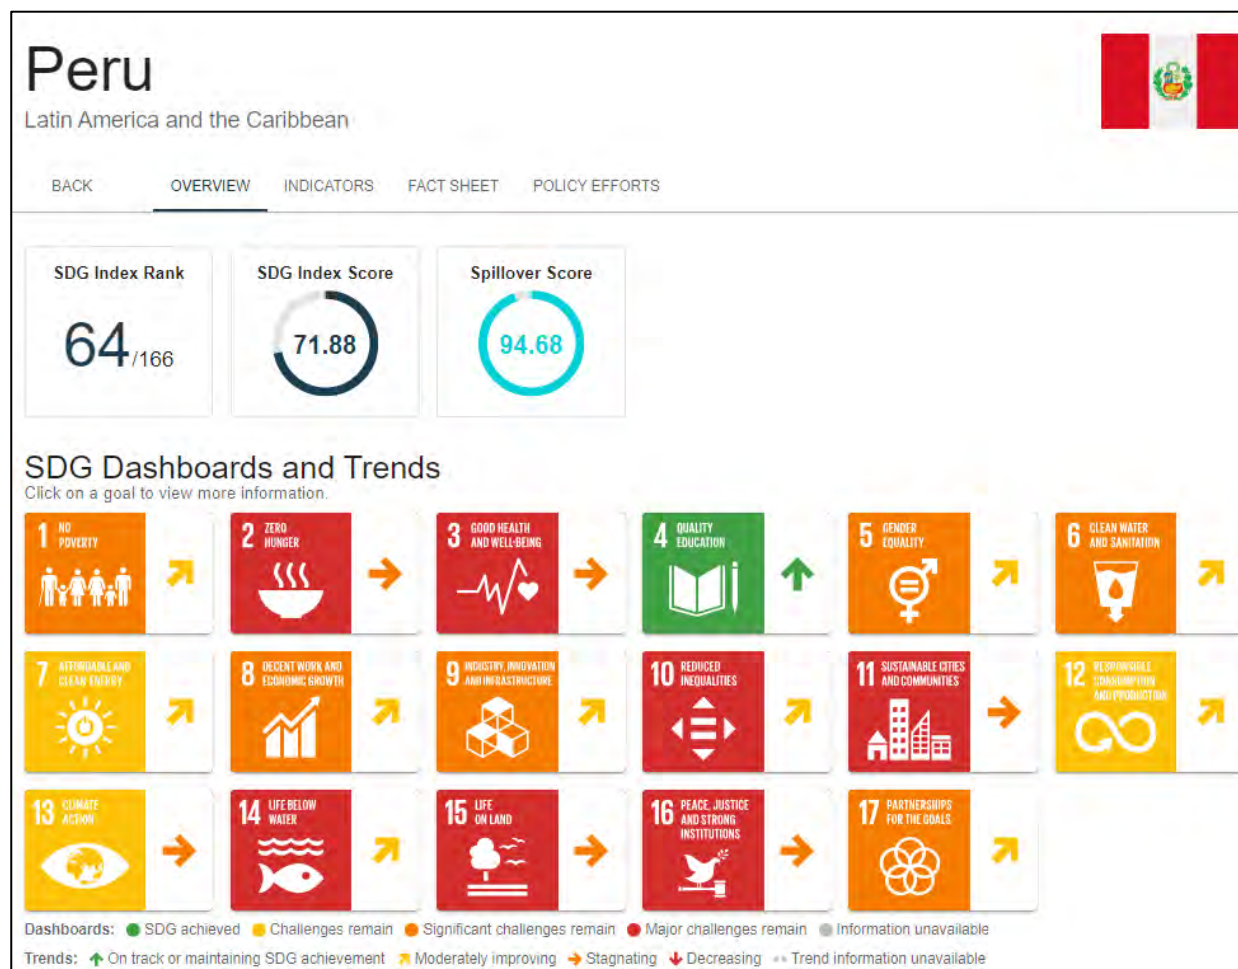 Peru
Latin America and the Caribbean
BACK OVERVIEW INDICATORS FACT SHEET POLICY EFFORTS
SDG Index Rank
64/166
SDG Index Score
71.88
Spillover Score
94.68
SDG Dashboards and Trends
Click on a goal to view more information.
1 NO
POVERTY
2 ZERO
HUNGER
3 GOOD HEALTH
AND WELL-BEING
4 QUALITY
EDUCATION
5 GENDER
EQUALITY
6 CLEAN WATER
AND SANITATION
7 AFFORDABLE AND
CLEAN ENERGY
8 DECENT WORK AND
ECONOMIC GROWTH
9 INDUSTRY, INNOVATION
AND INFRASTRUCTURE
10 REDUCED
INEQUALITIES
11 SUSTAINABLE CITIES
AND COMMUNITIES
12 RESPONSIBLE
CONSUMPTION
AND PRODUCTION
13 CLIMATE
ACTION
14 LIFE BELOW
WATER
15 LIFE
ON LAND
16 PEACE, JUSTICE
AND STRONG
INSTITUTIONS
17 PARTNERSHIPS
FOR THE GOALS
Dashboards: SDG achieved Challenges remain Significant challenges remain Major challenges remain Information unavailable
Trends: On track or maintaining SDG achievement Moderately improving Stagnating Decreasing Trend information unavailable